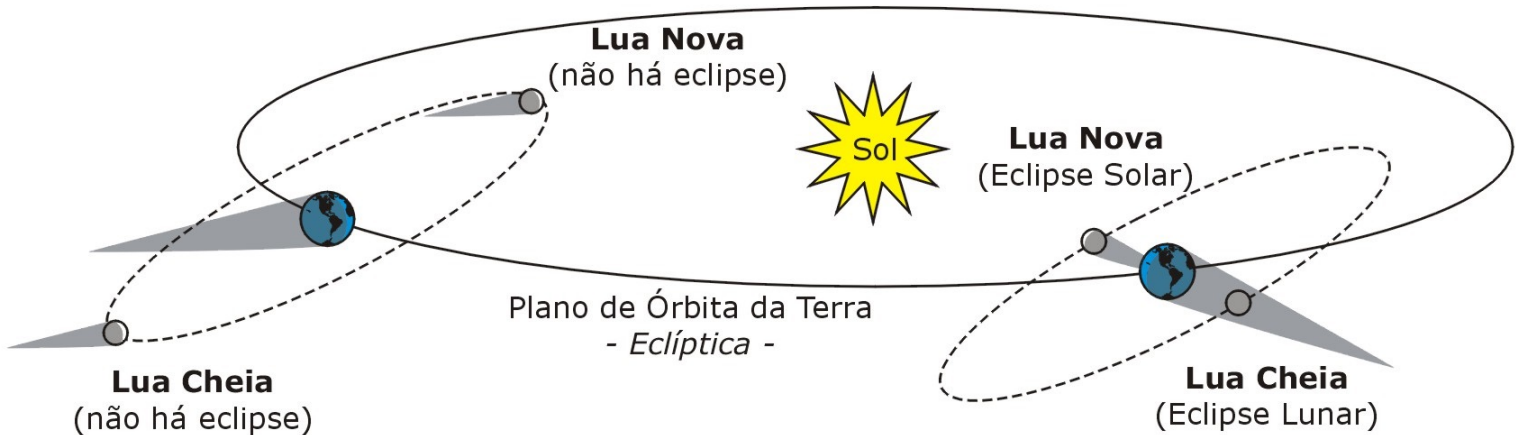 Lua Nova
(não há eclipse)
Sol
Lua Nova
(Eclipse Solar)
Plano de Órbita da Terra
- Eclíptica -
Lua Cheia
(não há eclipse)
Lua Cheia
(Eclipse Lunar)